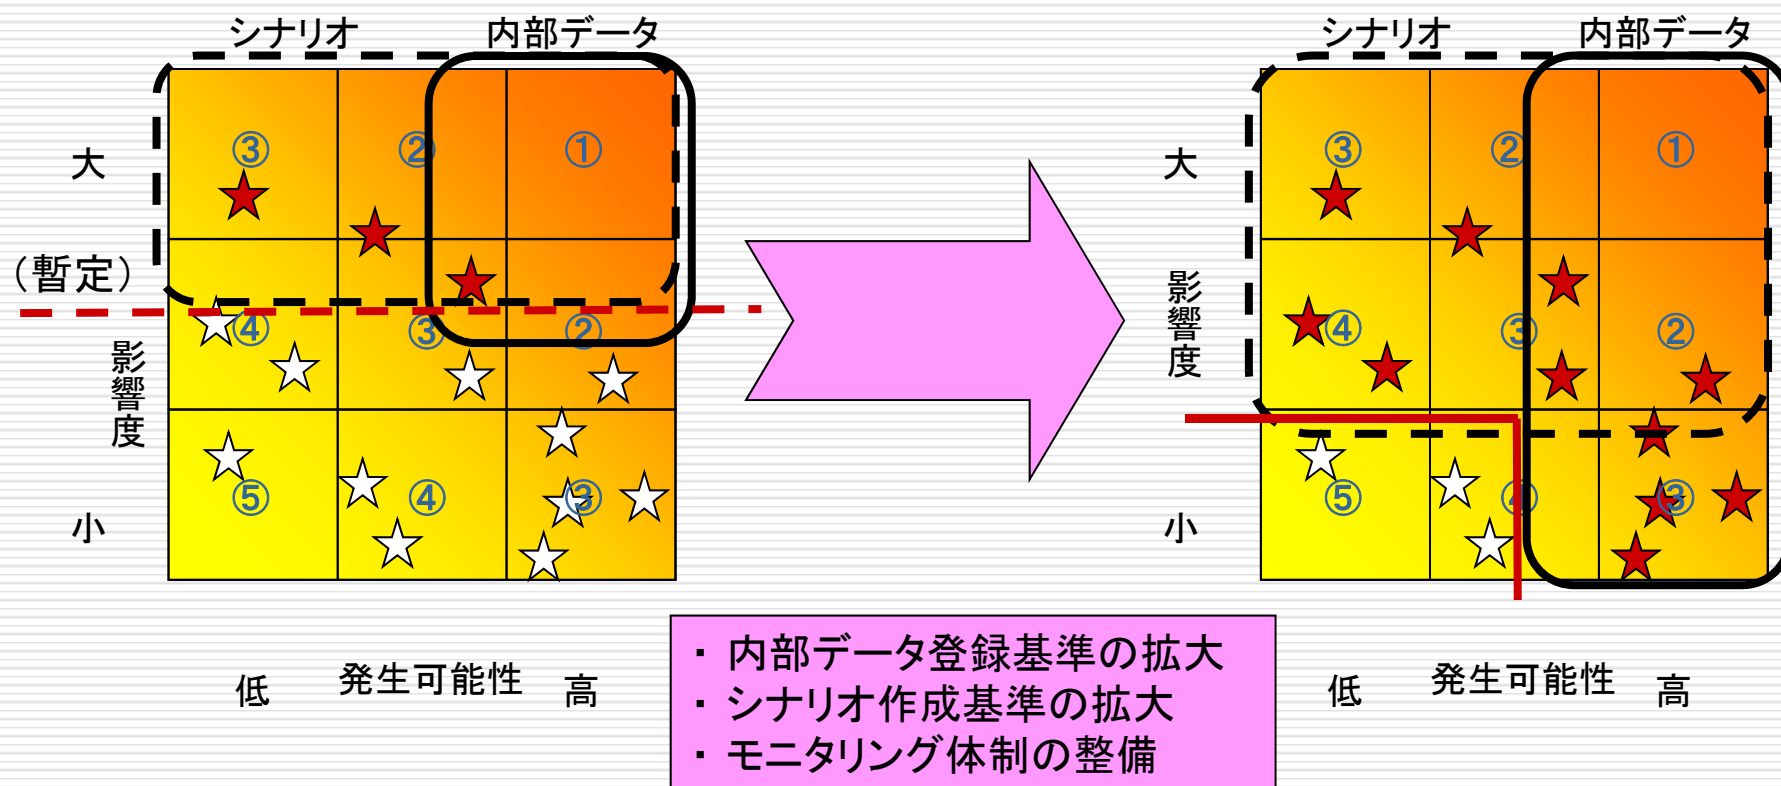 シナリオ
内部データ
③
②
①
大
（暫定）
④
③
②
影響度
⑤
④
③
小
低
発生可能性
高
シナリオ
内部データ
③
②
①
大
影響度
④
③
②
⑤
④
③
小
低
発生可能性
高
・ 内部データ登録基準の拡大
・ シナリオ作成基準の拡大
・ モニタリング体制の整備